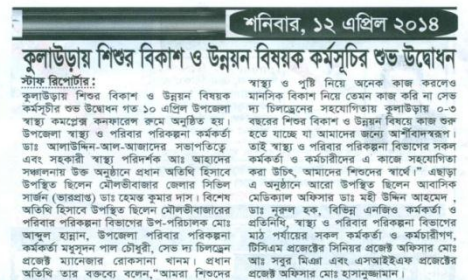 শনিবার, ১২ এপ্রিল ২০১৪
কুলাউড়ায় শিশুর বিকাশ ও উন্নয়ন বিষয়ক কর্মসূচির শুভ উদ্বোধন
স্টাফ রিপোর্টার:
কুলাউড়ায় শিশুর বিকাশ ও উন্নয়ন বিষয়ক
কর্মসূচীর শুভ উদ্বোধন গত ১০ এপ্রিল উপজেলা
স্বাস্থ্য কমপ্লেক্স কনফারেন্স রুমে অনুষ্ঠিত হয়।
উপজেলা স্বাস্থ্য ও পরিবার পরিকল্পনা কর্মকর্তা
ডাঃ আলাউদ্দিন-আল-আজাদের সভাপতিত্বে
এবং সহকারী স্বাস্থ্য পরিদর্শক আঃ আহাদের
সঞ্চালনায় উক্ত অনুষ্ঠানে প্রধান অতিথি হিসাবে
উপস্থিত ছিলেন মৌলভীবাজার জেলার সিভিল
সার্জন (ভারপ্রাপ্ত) ডাঃ হেমন্ত কুমার দাস। বিশেষ
অতিথি হিসাবে উপস্থিত ছিলেন মৌলভীবাজারের
পরিবার পরিকল্পনা বিভাগের উপ-পরিচালক মোঃ
আব্দুল হান্নান, উপজেলা পরিবার পরিকল্পনা
কর্মকর্তা মধুসূদন পাল চৌধুরী, সেভ দ্য চিলড্রেন
প্রজেক্ট ম্যানেজার রোকসানা খানম। প্রধান
অতিথি তার বক্তব্যে বলেন,"আমরা শিশুদের
স্বাস্থ্য ও পুষ্টি নিয়ে অনেক কাজ করলেও
মানসিক বিকাশ নিয়ে তেমন কাজ করি না সেভ
দ্য চিলড্রেনের সহযোগিতায় কুলাউড়ায় ০-৩
বছরের শিশুর বিকাশ ও উন্নয়ন বিষয়ে কাজ শুরু
হতে যাচ্ছে যা আমাদের জন্যে আর্শীবাদস্বরূপ।
তাই স্বাস্থ্য ও পরিবার পরিকল্পনা বিভাগের সকল
কর্মকর্তা ও কর্মচারীদের এ কাজে সহযোগিতা
করা উচিৎ, আমাদের শিশুদের স্বার্থে।" এছাড়া
এ অনুষ্ঠানে আরো উপস্থিত ছিলেন আবাসিক
মেডিক্যাল অফিসার ডাঃ মহী উদ্দিন আহমেদ ,
ডাঃ নূরুল হক, বিভিন্ন এনজিও কর্মকর্তা ও
প্রতিনিধি, স্বাস্থ্য ও পরিবার পরিকল্পনা বিভাগের
মাঠ পর্যায়ের সকল কর্মকর্তা ও কর্মচারীরগণ,
টিসিএম প্রজেক্টের সিনিয়র প্রজেক্ট অফিসার মোঃ
আঃ সবুর মিঞা এবং এসআইএফ প্রজেক্টের
প্রজেক্ট অফিসার মোঃ হাসানুজ্জামান